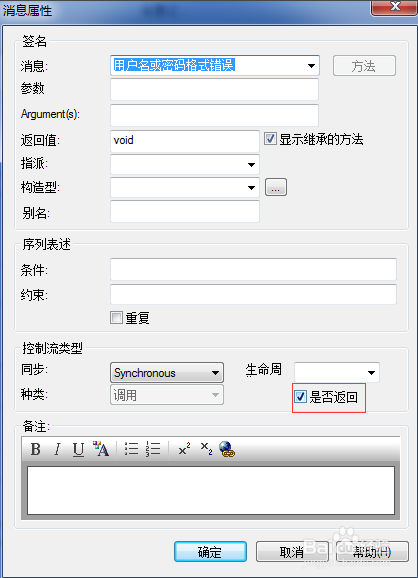 消息属性
签名
消息: 用户名或密码格式错误 方法
参数
Argument(s):
返回值: void 显示继承的方法
指派:
构造型: ...
别名:
序列表述
条件:
约束:
重复
控制流类型
同步: Synchronous 生命周
种类: 调用 是否返回
备注:
B I U A
确定 取消 帮助(H)
Baidu